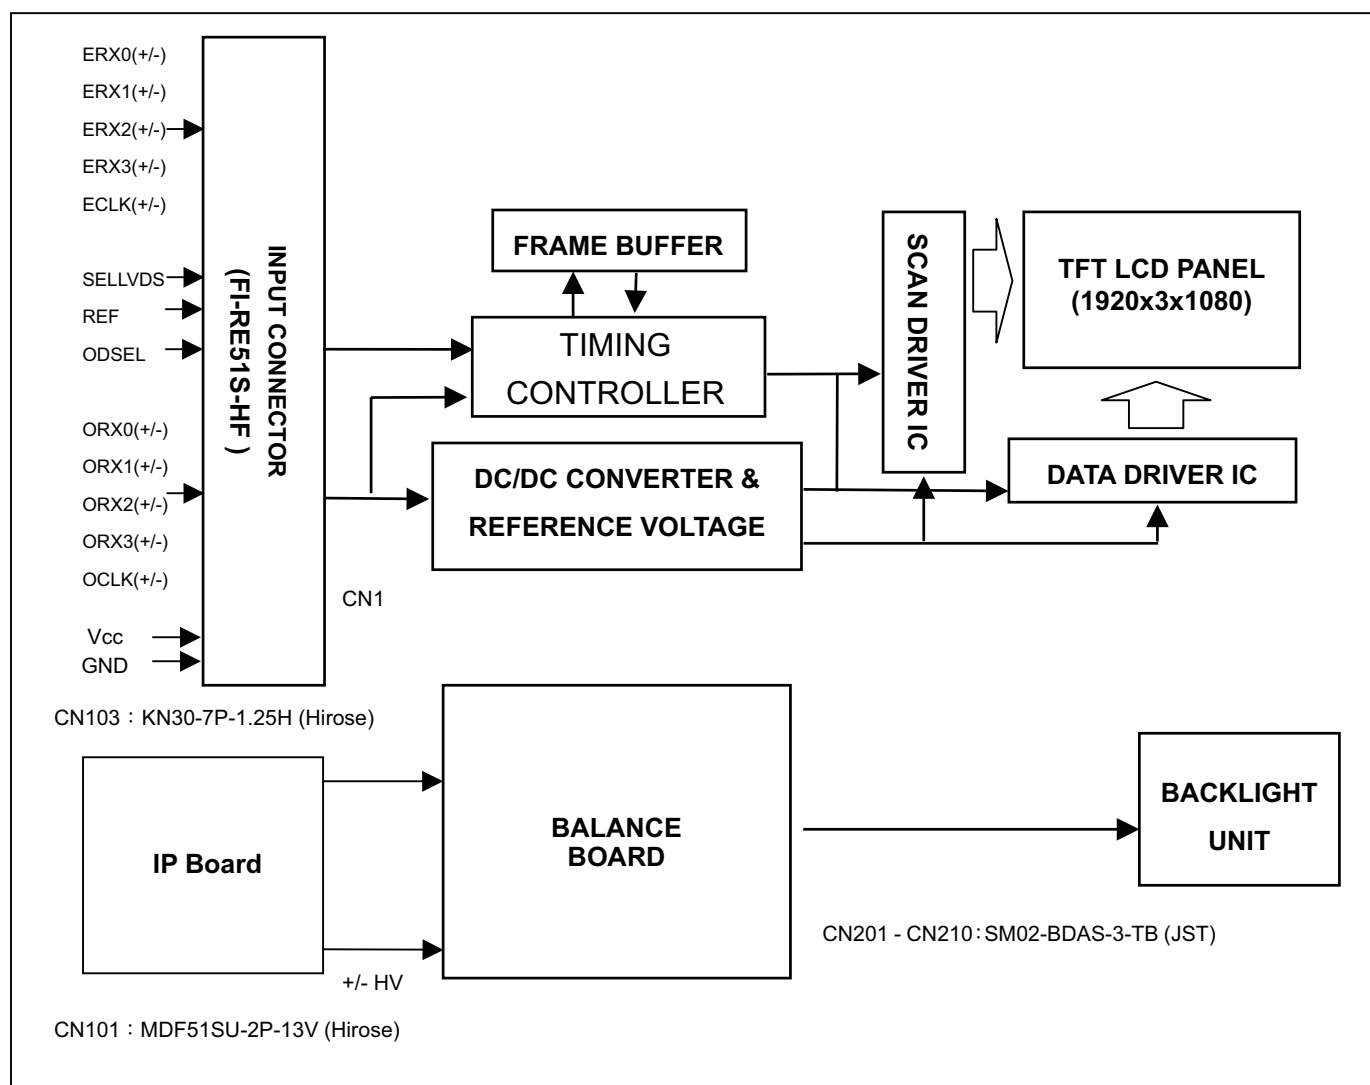 ERX0(+/-)
ERX1(+/-)
ERX2(+/-)
ERX3(+/-)
ECLK(+/-)
SELLVDS
REF
ODSEL
ORX0(+/-)
ORX1(+/-)
ORX2(+/-)
ORX3(+/-)
OCLK(+/-)
Vcc
GND
INPUT CONNECTOR
(FI-RE51S-HF )
CN1
FRAME BUFFER
TIMING
CONTROLLER
DC/DC CONVERTER &
REFERENCE VOLTAGE
SCAN DRIVER IC
TFT LCD PANEL
(1920x3x1080)
DATA DRIVER IC
CN103：KN30-7P-1.25H (Hirose)
IP Board
+/- HV
CN101：MDF51SU-2P-13V (Hirose)
BALANCE
BOARD
BACKLIGHT
UNIT
CN201 - CN210：SM02-BDAS-3-TB (JST)